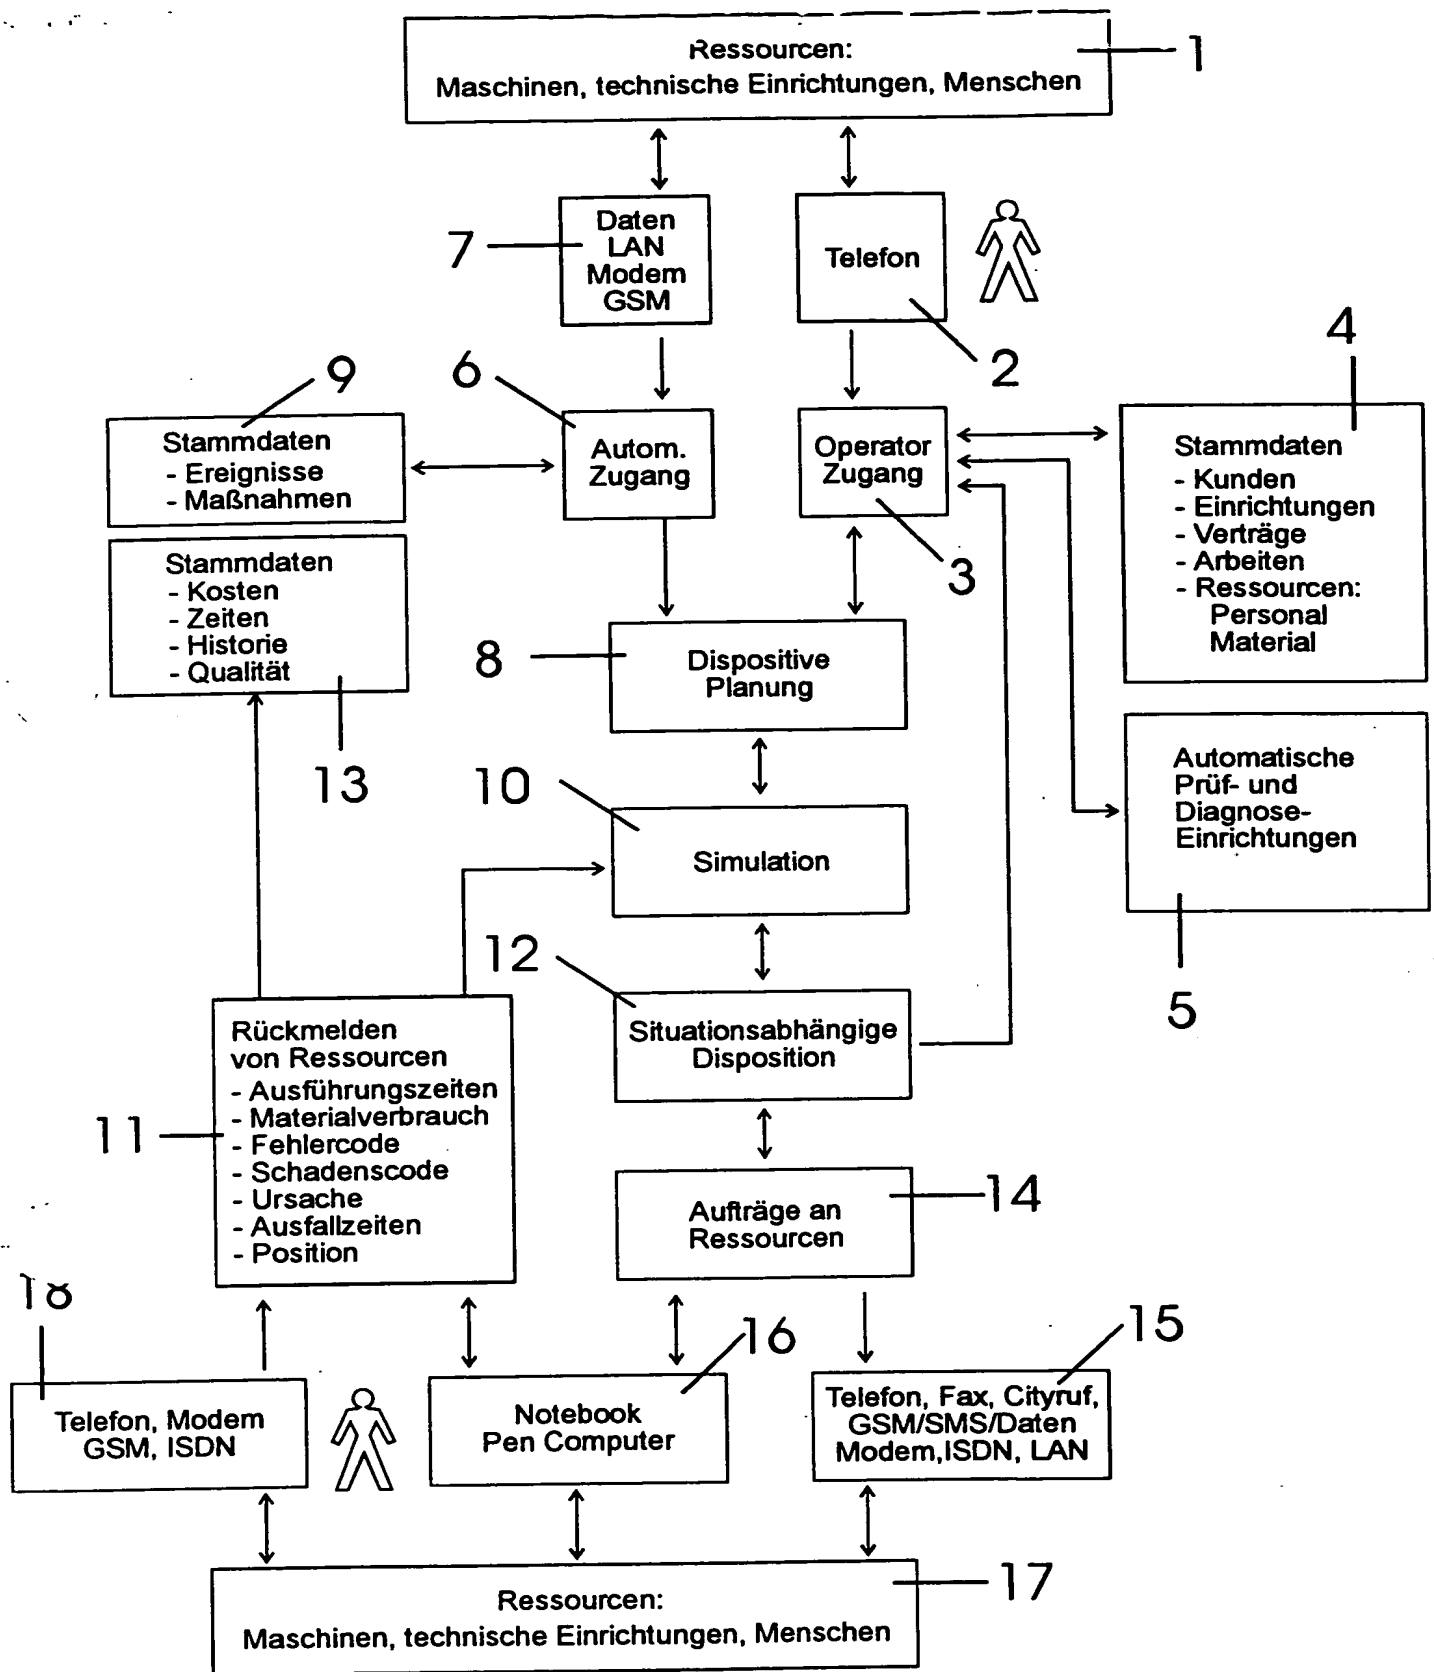 Ressourcen:
1
Maschinen, technische Einrichtungen, Menschen
7
Daten
LAN
Modem
GSM
Telefon
2
4
9
6
Stammdaten
- Ereignisse
- Maßnahmen
Autom.
Zugang
Operator
Zugang
3
Stammdaten
- Kunden
- Einrichtungen
- Verträge
- Arbeiten
- Ressourcen:
Personal
Material
Stammdaten
- Kosten
- Zeiten
- Historie
- Qualität
13
8
Dispositive
Planung
Automatische
Prüf- und
Diagnose-
Einrichtungen
5
10
Simulation
12
Situationsabhängige
Disposition
11
Rückmelden
von Ressourcen
- Ausführungszeiten
- Materialverbrauch
- Fehlercode
- Schadenscode
- Ursache
- Ausfallzeiten
- Position
14
Aufträge an
Ressourcen
18
16
15
Telefon, Modem
GSM, ISDN
Notebook
Pen Computer
Telefon, Fax, Cityruf,
GSM/SMS/Daten
Modem,ISDN, LAN
17
Ressourcen:
Maschinen, technische Einrichtungen, Menschen